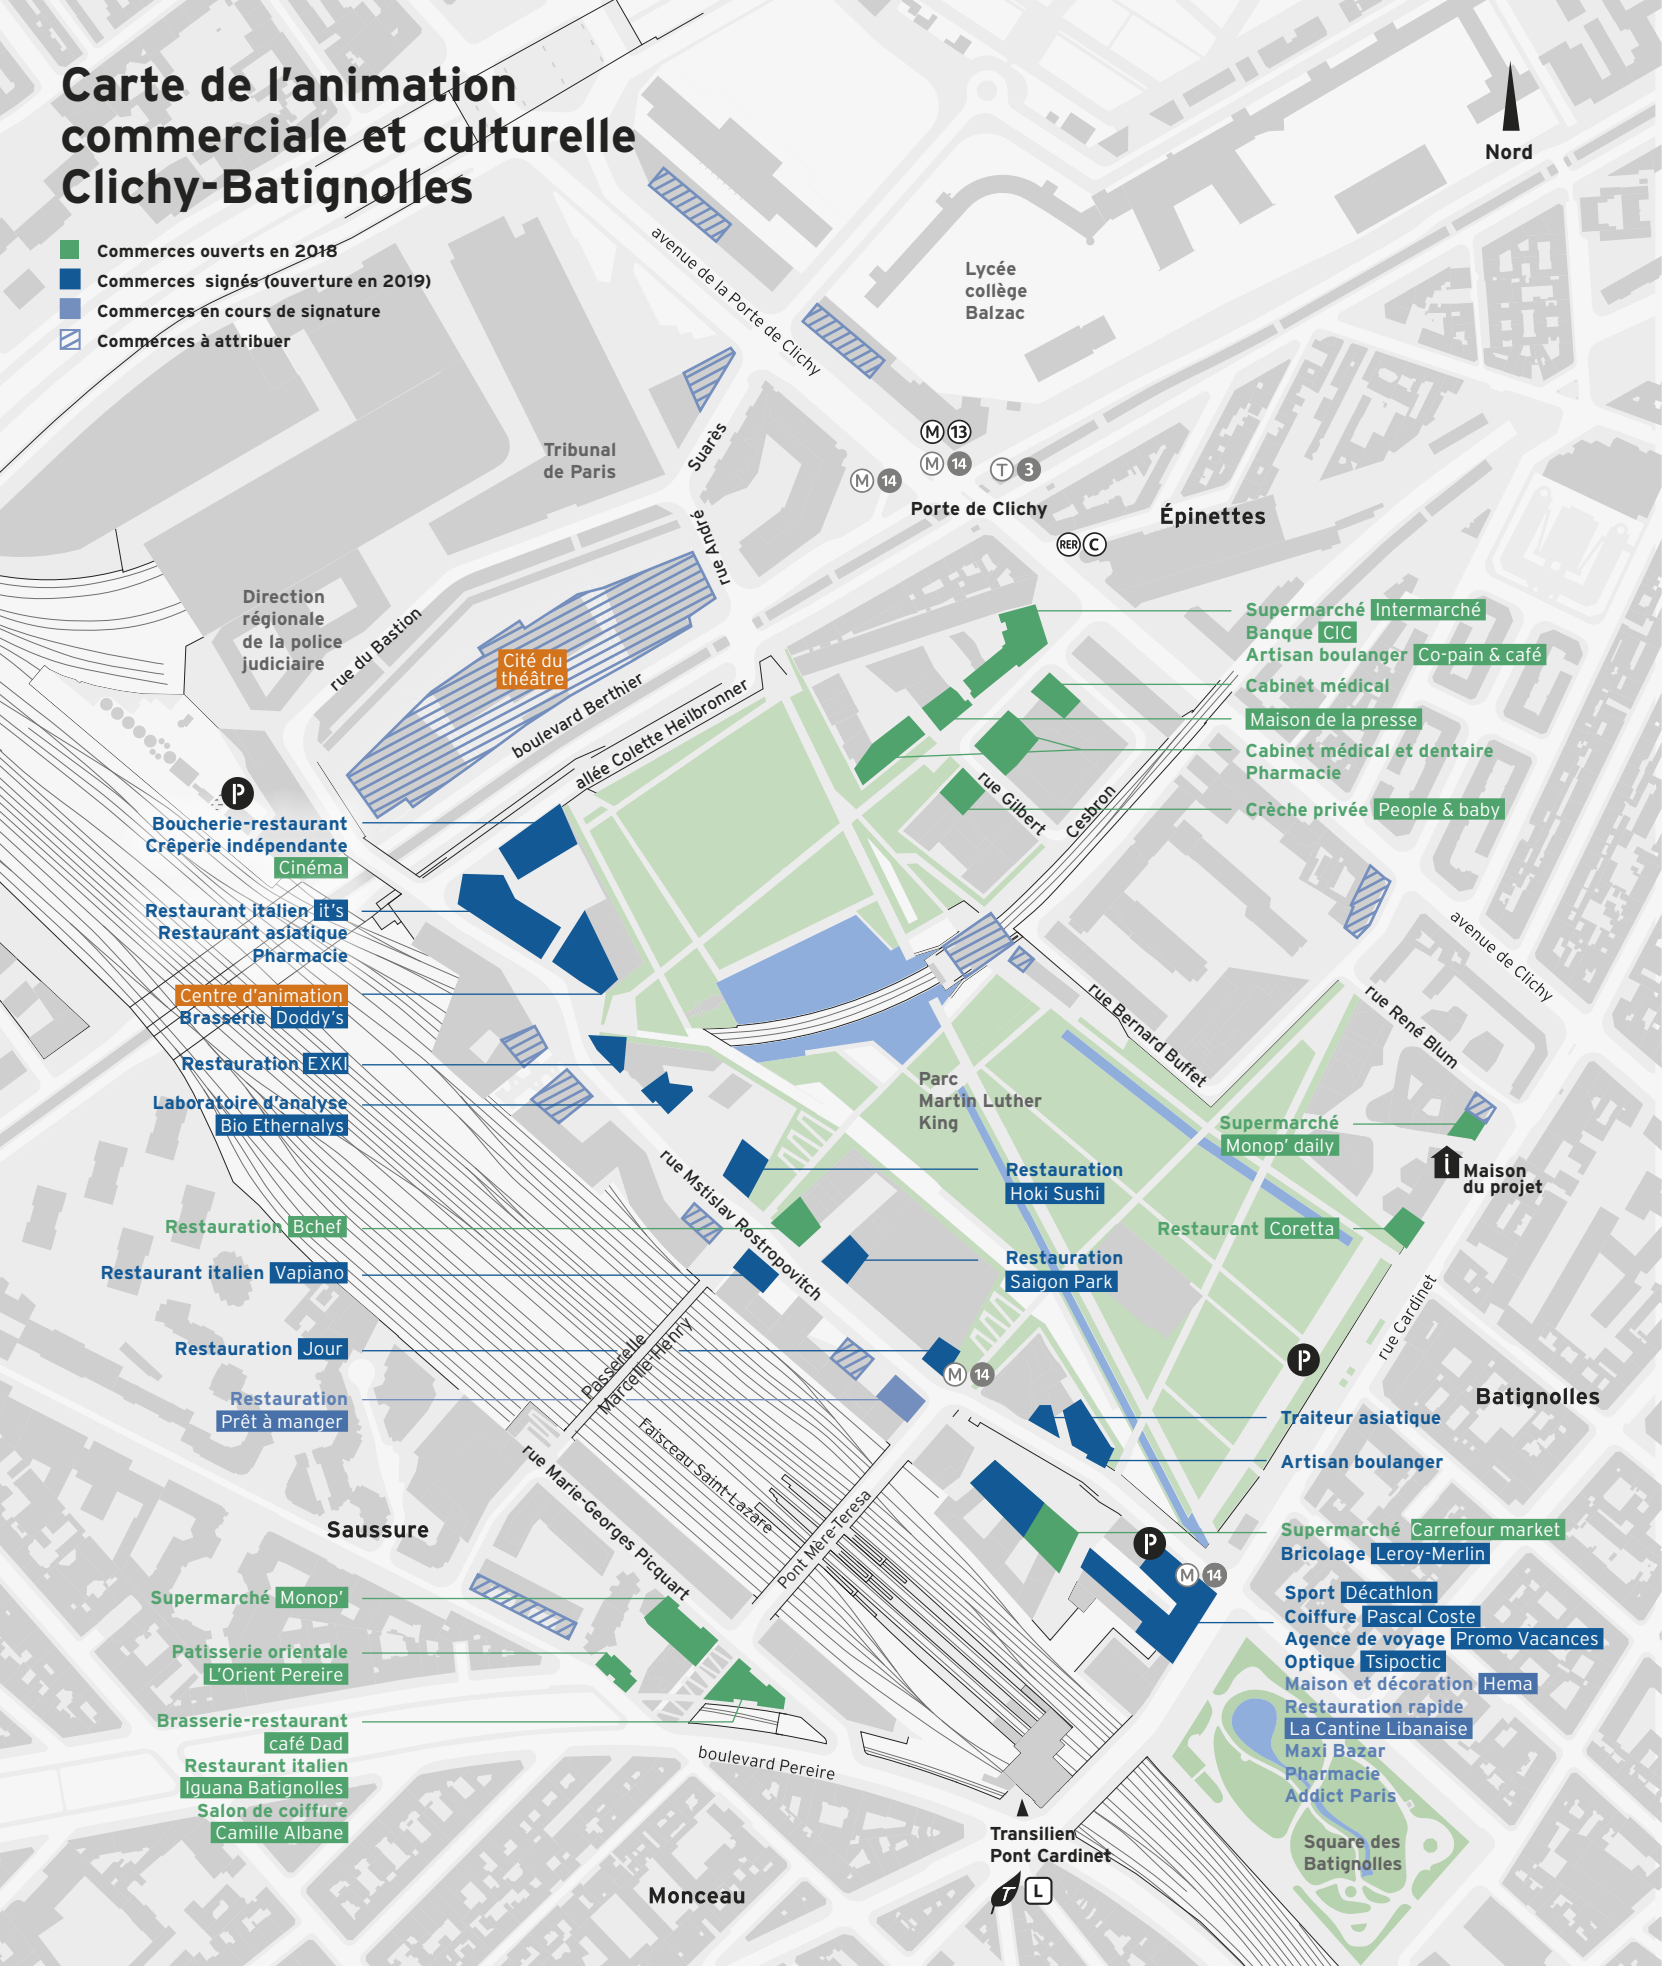 Carte de l'animation
commerciale et culturelle
Clichy-Batignolles
Commerces ouverts en 2018
Commerces signés (ouverture en 2019)
Commerces en cours de signature
Commerces à attribuer
Nord
avenue de la Porte de Clichy
Lycée
collège
Balzac
Tribunal
de Paris
rue André
Suarès
M 13
M 14
M 14
T 3
Porte de Clichy
RER C
Épinettes
Direction
régionale
de la police
judiciaire
rue du Bastion
Cité du
théâtre
boulevard Berthier
allée Colette Heilbronner
Supermarché Intermarché
Banque CIC
Artisan boulanger Co-pain & café
Cabinet médical
Maison de la presse
Cabinet médical et dentaire
Pharmacie
Crèche privée People & baby
rue Gilbert
Cesbron
P
Boucherie-restaurant
Crêperie indépendante
Cinéma
Restaurant italien it's
Restaurant asiatique
Pharmacie
Centre d'animation
Brasserie Doddy's
Restauration EXKI
Laboratoire d'analyse
Bio Ethernalys
avenue de Clichy
rue René Blum
rue Bernard Buffet
Parc
Martin Luther
King
Supermarché
Monop' daily
i
Maison
du projet
Restaurant Coretta
rue Cardinet
rue Mstislav Rostropovitch
Restauration
Hoki Sushi
Restauration
Saigon Park
Restauration Bchef
Restaurant italien Vapiano
Restauration Jour
Restauration
Prêt à manger
Passerelle
Marcelle-Henry
M 14
P
Batignolles
Traiteur asiatique
Artisan boulanger
Faisceau Saint-Lazare
rue Marie-Georges Picquart
Pont Mère-Teresa
Saussure
P
M 14
Supermarché Carrefour market
Bricolage Leroy-Merlin
Sport Décathlon
Coiffure Pascal Coste
Agence de voyage Promo Vacances
Optique Tsipoctic
Maison et décoration Hema
Restauration rapide
La Cantine Libanaise
Maxi Bazar
Pharmacie
Addict Paris
Square des
Batignolles
Supermarché Monop'
Patisserie orientale
L'Orient Pereire
Brasserie-restaurant
café Dad
Restaurant italien
Iguana Batignolles
Salon de coiffure
Camille Albane
boulevard Pereire
Transilien
Pont Cardinet
T L
Monceau